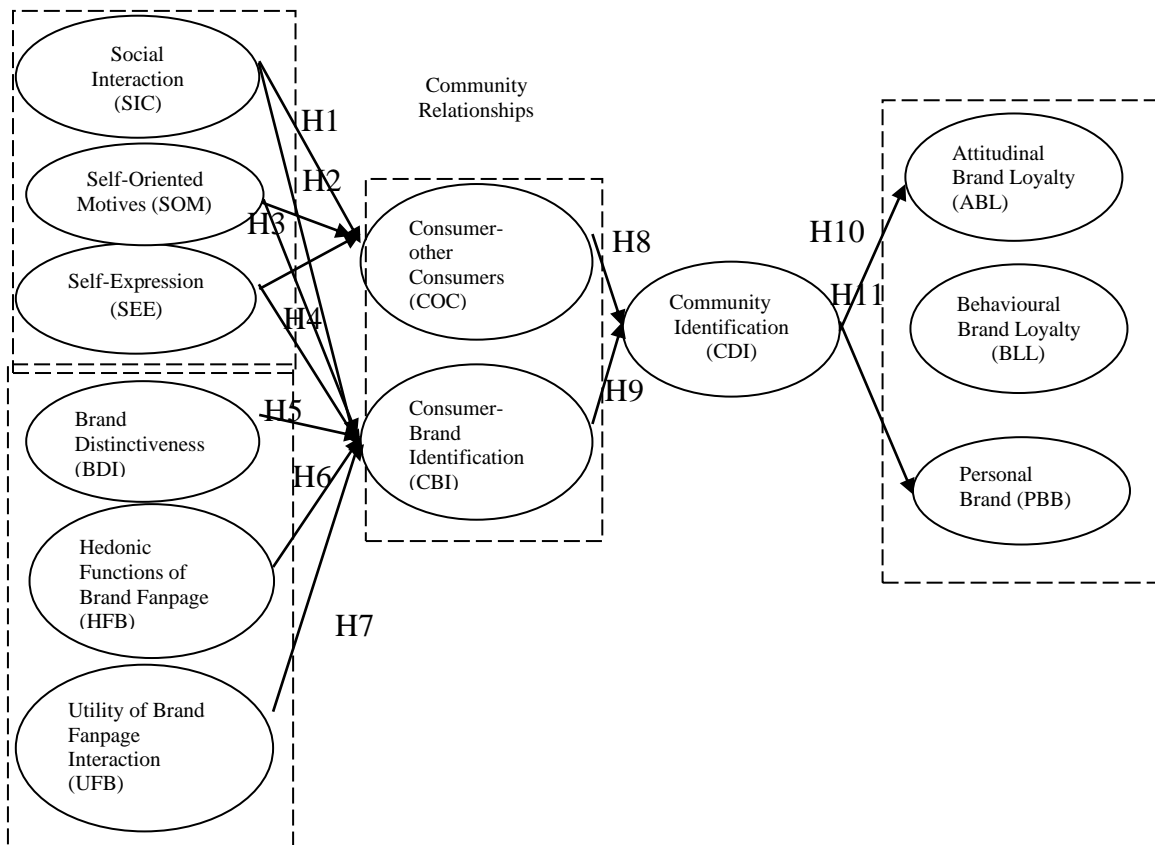 Social
Interaction
(SIC)
Community
Relationships
H1
Attitudinal
Brand Loyalty
(ABL)
Self-Oriented
Motives (SOM)
H2
H3
Consumer-
other
Consumers
(COC)
H8
H10
Self-Expression
(SEE)
H4
Community
Identification
(CDI)
H11
Behavioural
Brand Loyalty
(BLL)
Brand
Distinctiveness
(BDI)
H5
Consumer-
Brand
Identification
(CBI)
H9
H6
Personal
Brand (PBB)
Hedonic
Functions of
Brand Fanpage
(HFB)
H7
Utility of Brand
Fanpage
Interaction
(UFB)